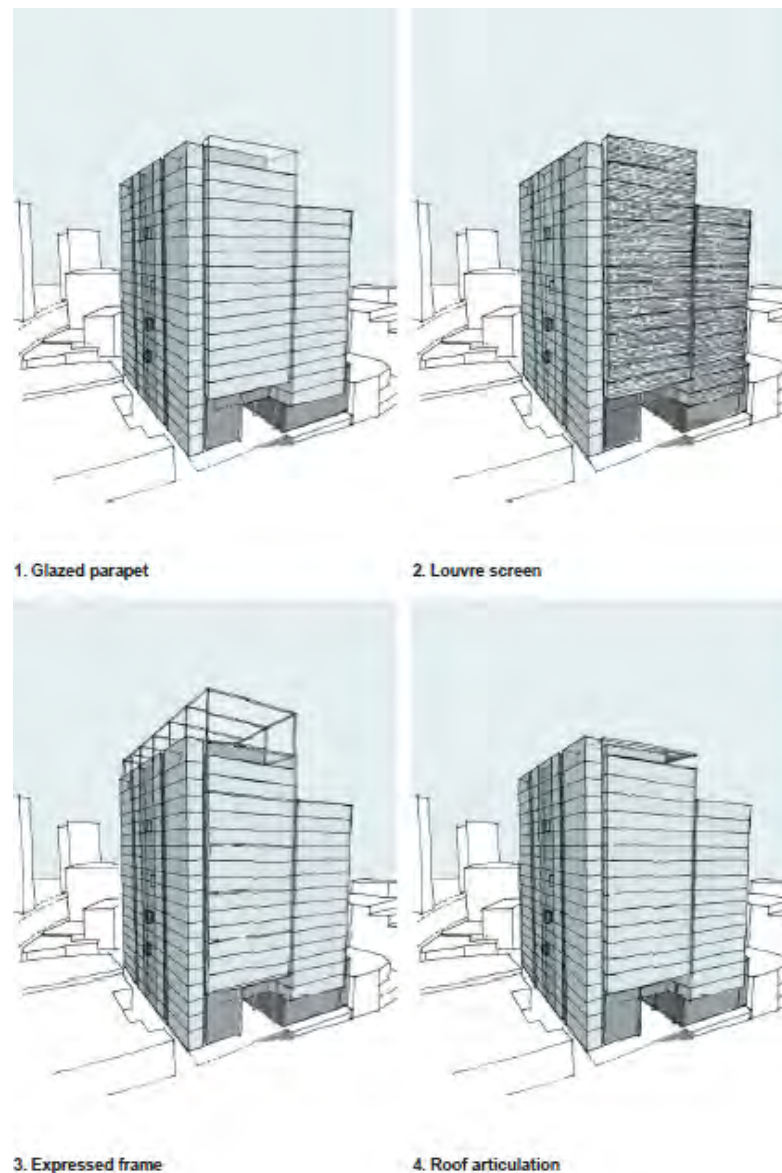 1. Glazed parapet
2. Louvre screen
3. Expressed frame
4. Roof articulation